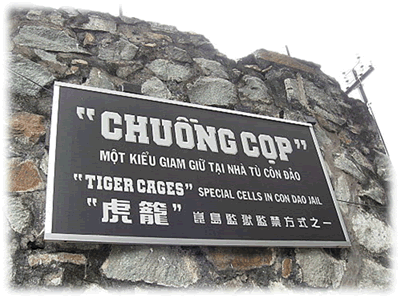 "CHUỒNG CỌP"
MỘT KIỂU GIAM GIỮ TẠI NHÀ TÙ CÔN ĐẢO
"TIGER CAGES" SPECIAL CELLS IN CON DAO JAIL
"虎籠" 崑島監獄監禁方式之一